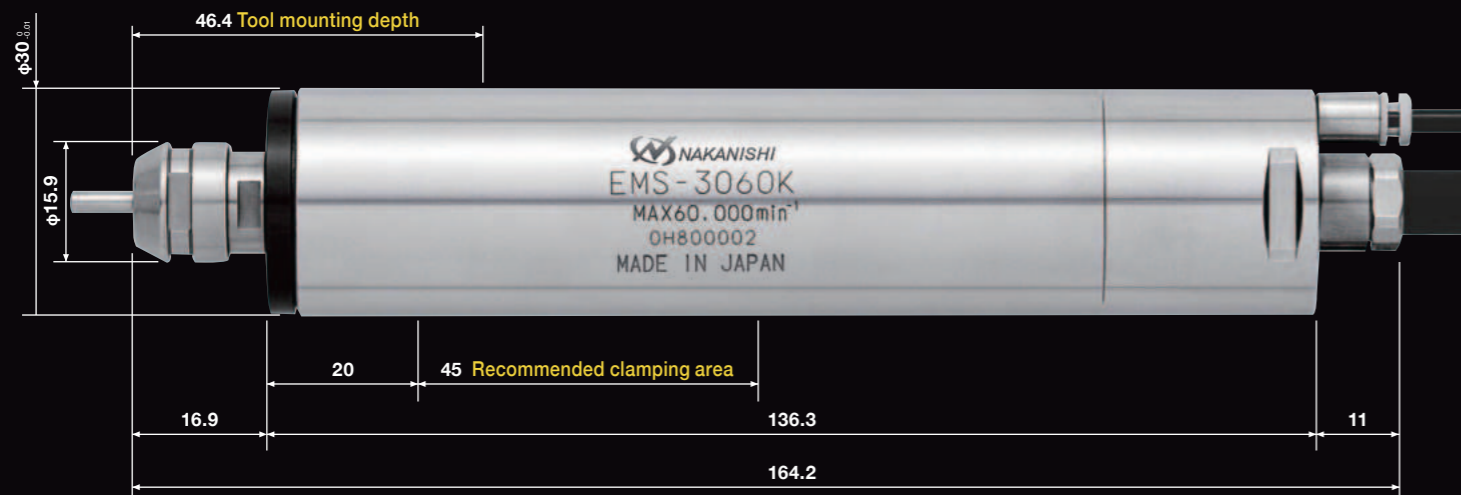 46.4 Tool mounting depth
φ30 0 -0.01
φ15.9
NAKANISHI
EMS-3060K
MAX60.000min⁻¹
0H800002
MADE IN JAPAN
20
45 Recommended clamping area
16.9
136.3
11
164.2